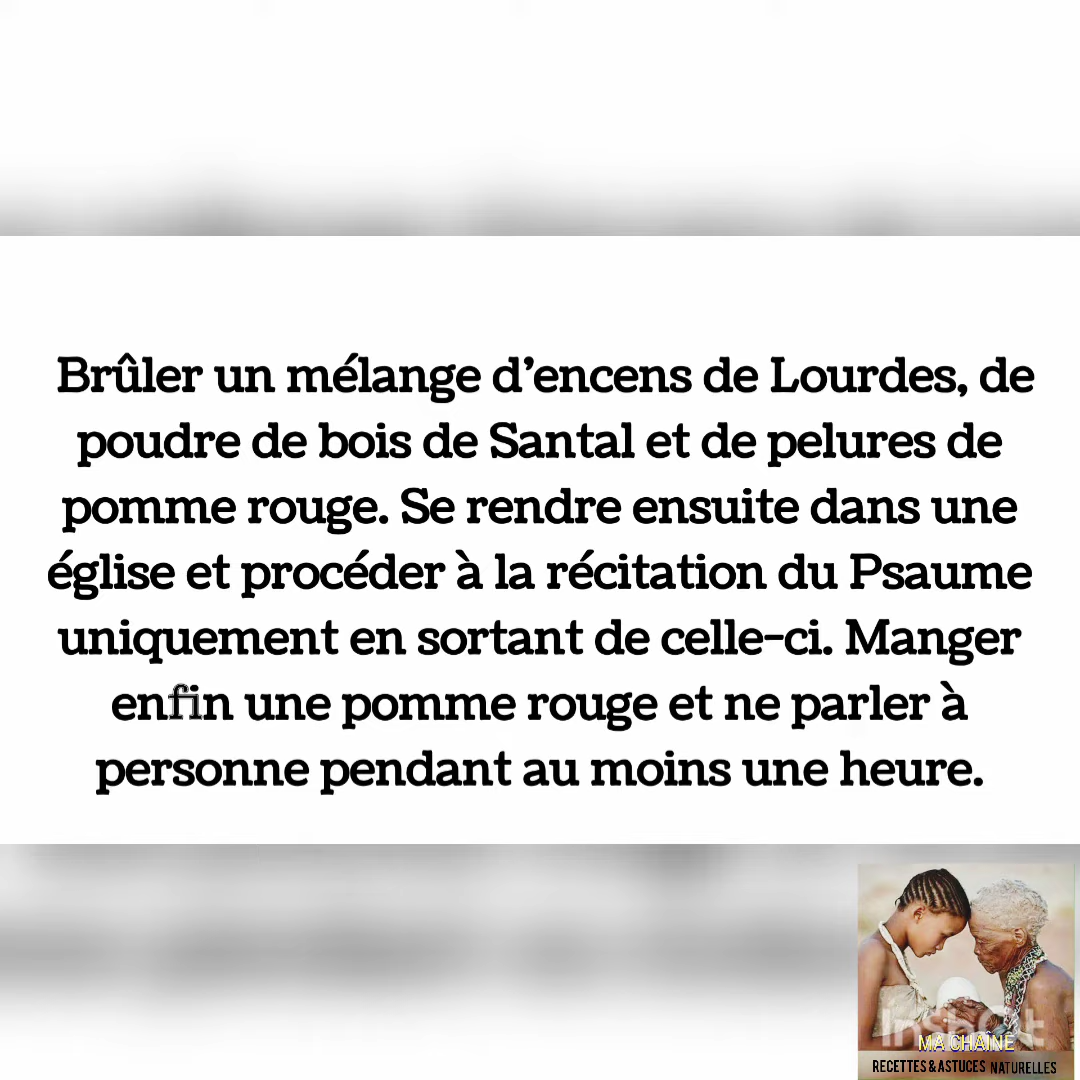 Brûler un mélange d’encens de Lourdes, de
poudre de bois de Santal et de pelures de
pomme rouge. Se rendre ensuite dans une
église et procéder à la récitation du Psaume
uniquement en sortant de celle-ci. Manger
enfin une pomme rouge et ne parler à
personne pendant au moins une heure.
InShOt
MA CHAÎNE
RECETTES & ASTUCES NATURELLES